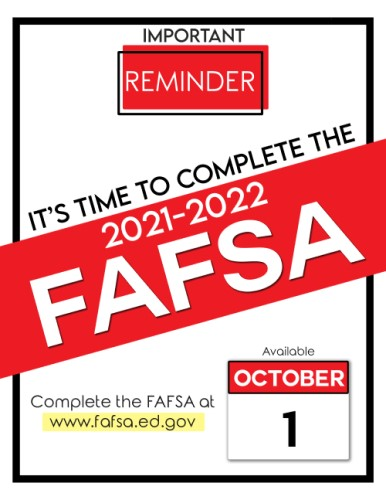 IMPORTANT
REMINDER
IT'S TIME TO COMPLETE THE
2021-2022
FAFSA
Available
OCTOBER
1
Complete the FAFSA at
www.fafsa.ed.gov